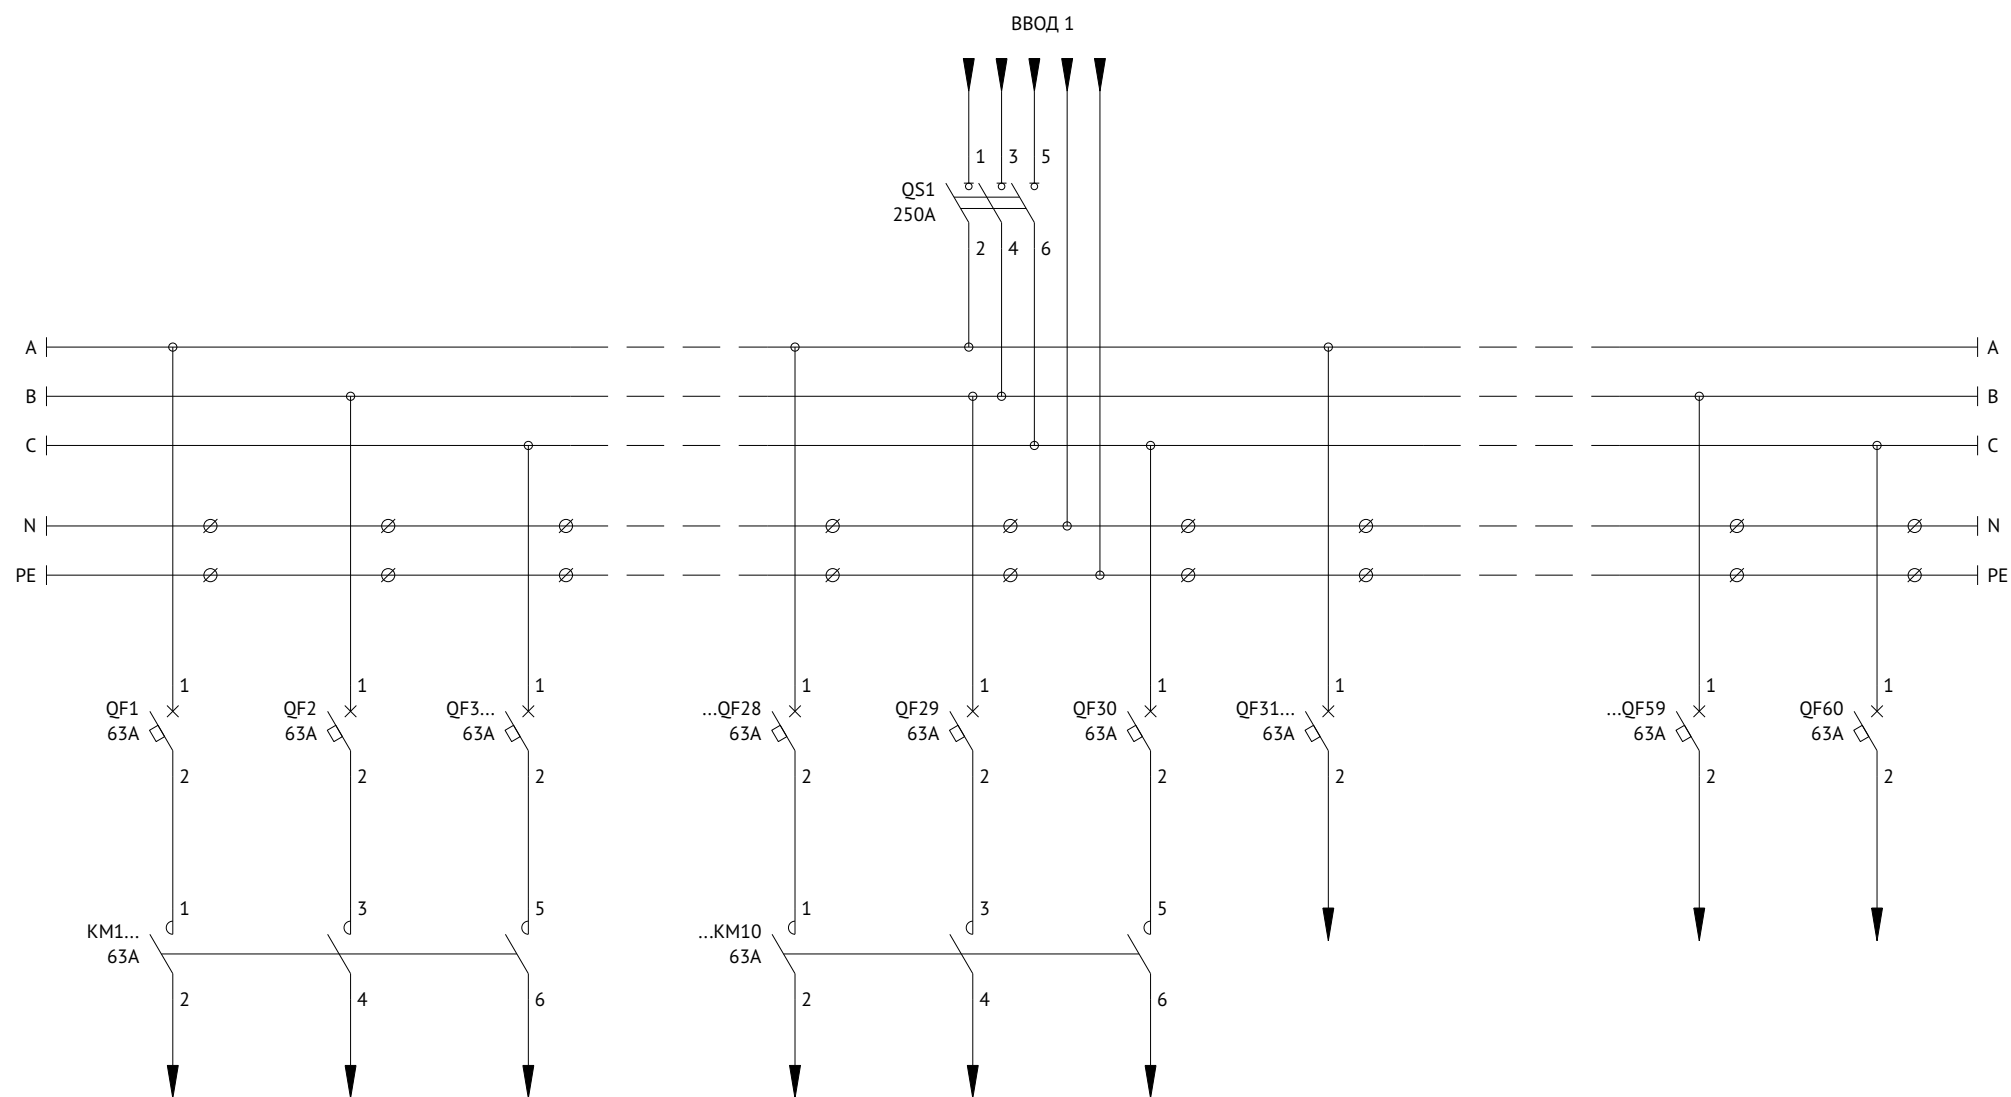 ВВОД 1
1 3 5
QS1
250А
2 4 6
A A
B B
C C
N N
PE PE
1 1 1 1 1 1 1 1 1
QF1 QF2 QF3... ...QF28 QF29 QF30 QF31... ...QF59 QF60
63A 63A 63A 63A 63A 63A 63A 63A 63A
2 2 2 2 2 2 2 2 2
1 3 5 1 3 5
KM1... ...KM10
63A 63A
2 4 6 2 4 6